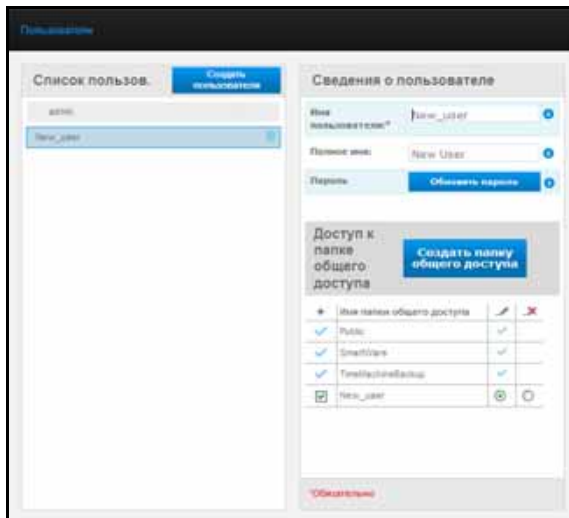 Пользователи
Список пользов.
Создать
пользователя
admin
New_user
Сведения о пользователе
Имя
пользователя:*
New_user
Полное имя:
New User
Пароль
Обновить пароль
Доступ к
папке
общего
доступа
Создать папку
общего доступа
Имя папки общего доступа
Public
SmartWare
TimeMachineBackup
New_user
*Обязательно